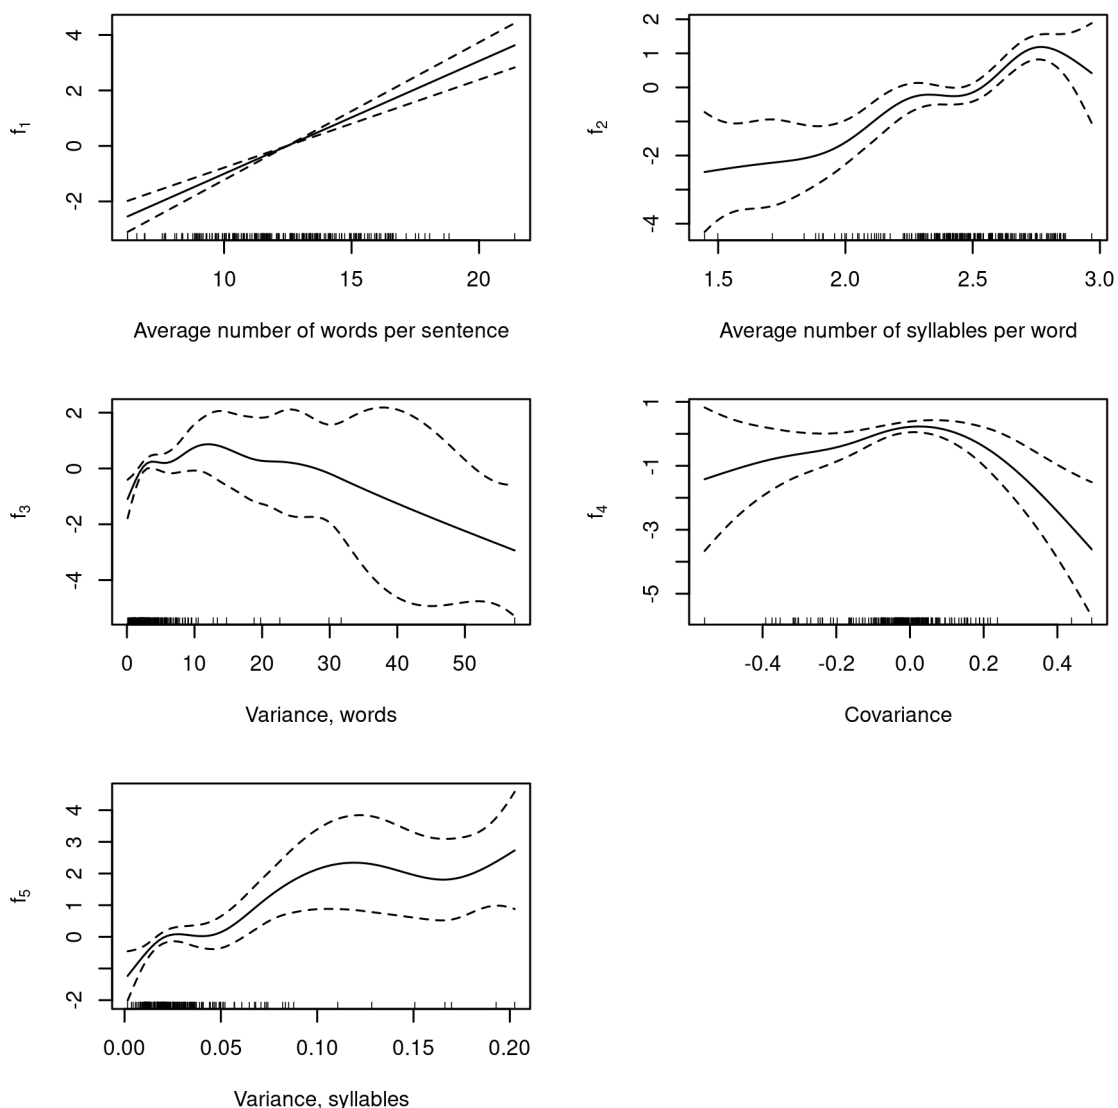 f1
4
2
0
-2
10 15 20
Average number of words per sentence
f2
2
1
0
-2
-4
1.5 2.0 2.5 3.0
Average number of syllables per word
f3
2
0
-2
-4
0 10 20 30 40 50
Variance, words
f4
1
-1
-3
-5
-0.4 -0.2 0.0 0.2 0.4
Covariance
f5
4
3
2
1
0
-2
0.00 0.05 0.10 0.15 0.20
Variance, syllables